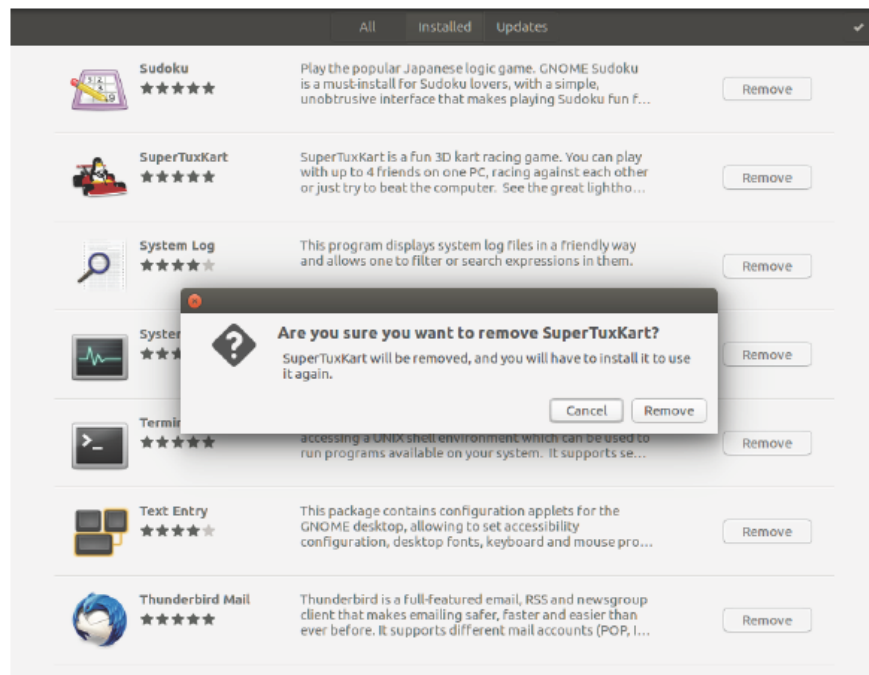 All Installed Updates
Sudoku
Play the popular Japanese logic game. GNOME Sudoku
is a must-install for Sudoku lovers, with a simple,
unobtrusive interface that makes playing Sudoku fun f...
Remove
SuperTuxKart
SuperTuxKart is a fun 3D kart racing game. You can play
with up to 4 friends on one PC, racing against each other
or just try to beat the computer. See the great lightho...
Remove
System Log
This program displays system log files in a friendly way
and allows one to filter or search expressions in them.
Remove
Are you sure you want to remove SuperTuxKart?
SuperTuxKart will be removed, and you will have to install it to use
it again.
Cancel Remove
System
Remove
Termin
accessing a UNIX shell environment which can be used to
run programs available on your system. It supports se...
Remove
Text Entry
This package contains configuration applets for the
GNOME desktop, allowing to set accessibility
configuration, desktop fonts, keyboard and mouse pro...
Remove
Thunderbird Mail
Thunderbird is a full-featured email, RSS and newsgroup
client that makes emailing safer, faster and easier than
ever before. It supports different mail accounts (POP, I...
Remove